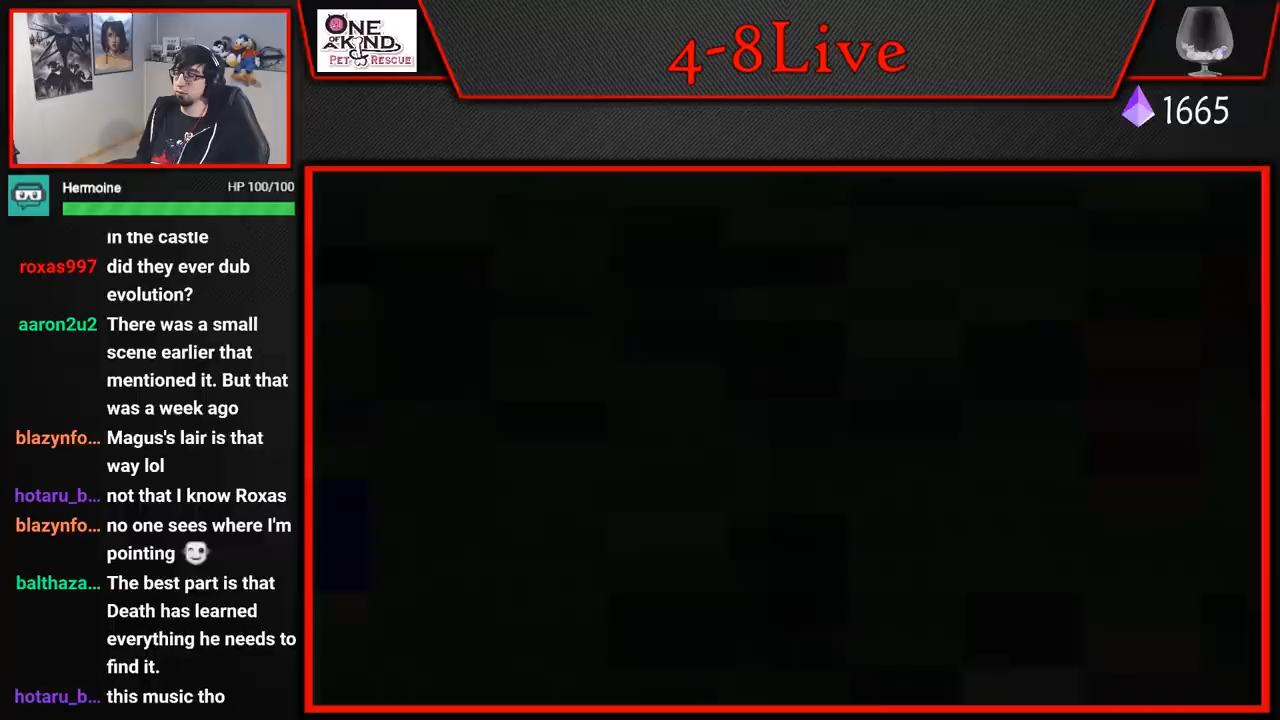 ONE
OF A KIND
PET RESCUE
4-8Live
1665
Hermoine HP 100/100
in the castle
roxas997 did they ever dub
evolution?
aaron2u2 There was a small
scene earlier that
mentioned it. But that
was a week ago
blazynfo... Magus's lair is that
way lol
hotaru_b... not that I know Roxas
blazynfo... no one sees where I'm
pointing
balthaza... The best part is that
Death has learned
everything he needs to
find it.
hotaru_b... this music tho